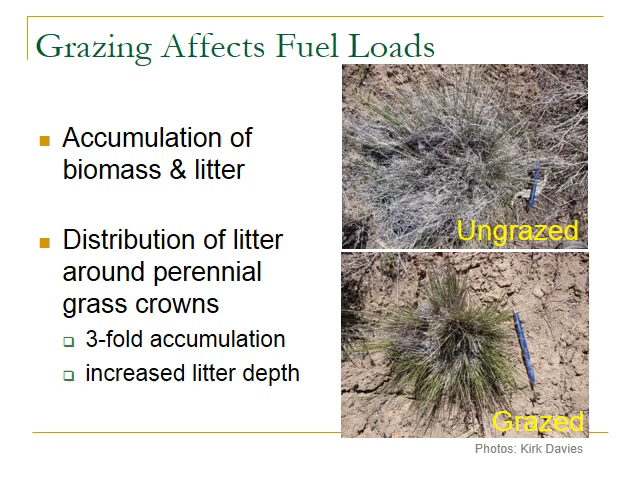 Grazing Affects Fuel Loads
Accumulation of
biomass & litter
Distribution of litter
around perennial
grass crowns
3-fold accumulation
increased litter depth
Ungrazed
Grazed
Photos: Kirk Davies